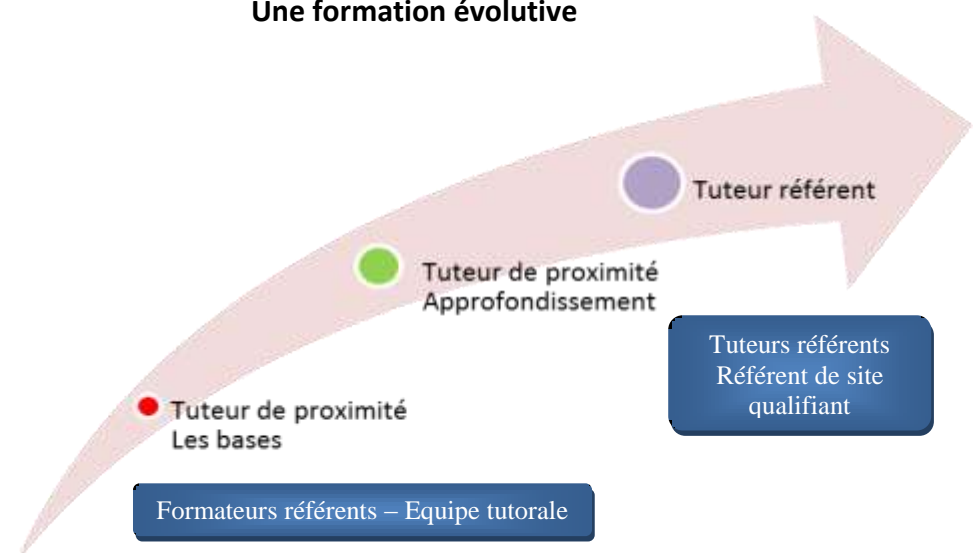 Une formation évolutive
Tuteur référent
Tuteur de proximité
Approfondissement
Tuteurs référents
Référent de site
qualifiant
Tuteur de proximité
Les bases
Formateurs référents – Equipe tutorale